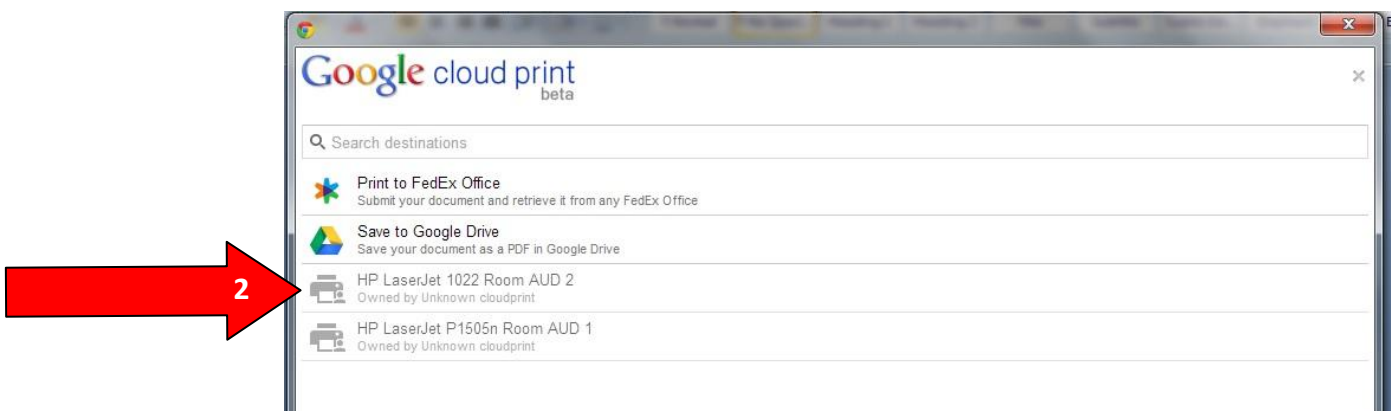 Google cloud print
beta
Search destinations
Print to FedEx Office
Submit your document and retrieve it from any FedEx Office
Save to Google Drive
Save your document as a PDF in Google Drive
2
HP LaserJet 1022 Room AUD 2
Owned by Unknown cloudprint
HP LaserJet P1505n Room AUD 1
Owned by Unknown cloudprint